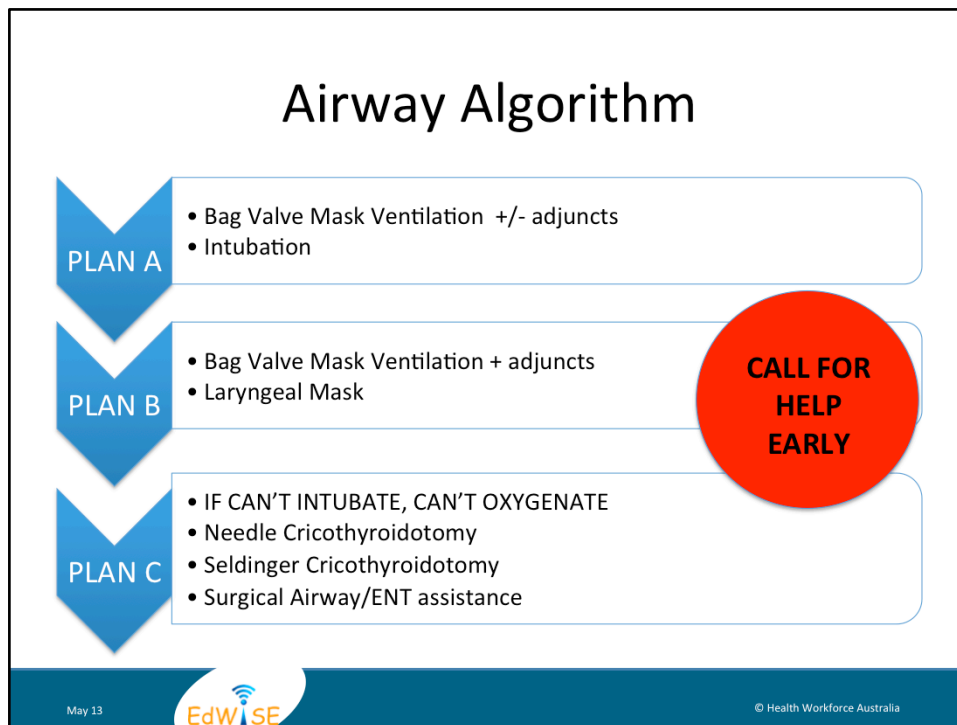 Airway Algorithm
PLAN A
• Bag Valve Mask Ventilation +/- adjuncts
• Intubation
PLAN B
• Bag Valve Mask Ventilation + adjuncts
• Laryngeal Mask
CALL FOR
HELP
EARLY
PLAN C
• IF CAN’T INTUBATE, CAN’T OXYGENATE
• Needle Cricothyroidotomy
• Seldinger Cricothyroidotomy
• Surgical Airway/ENT assistance
May 13
EdWISE
© Health Workforce Australia